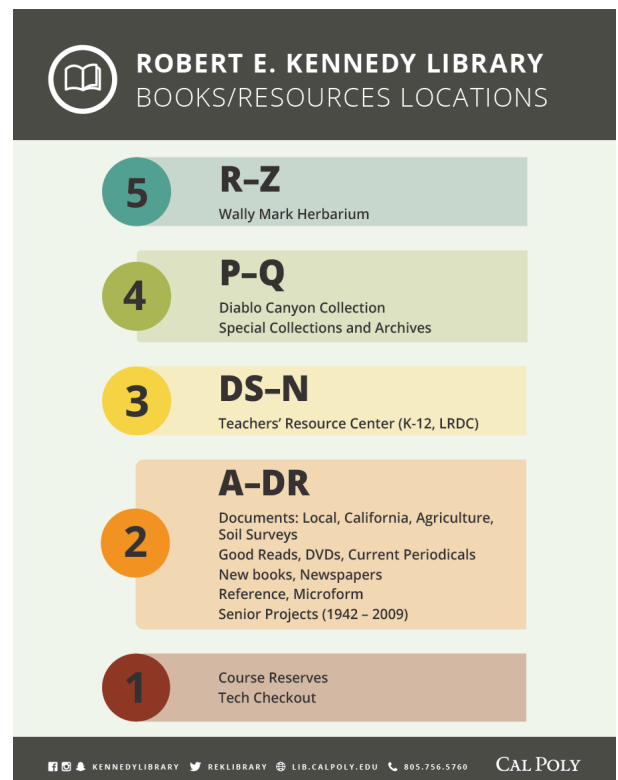 ROBERT E. KENNEDY LIBRARY
BOOKS/RESOURCES LOCATIONS
5
R–Z
Wally Mark Herbarium
4
P–Q
Diablo Canyon Collection
Special Collections and Archives
3
DS–N
Teachers’ Resource Center (K-12, LRDC)
2
A–DR
Documents: Local, California, Agriculture,
Soil Surveys
Good Reads, DVDs, Current Periodicals
New books, Newspapers
Reference, Microform
Senior Projects (1942 – 2009)
1
Course Reserves
Tech Checkout
KENNEDYLIBRARY REKLIBRARY LIB.CALPOLY.EDU 805.756.5760 CAL POLY